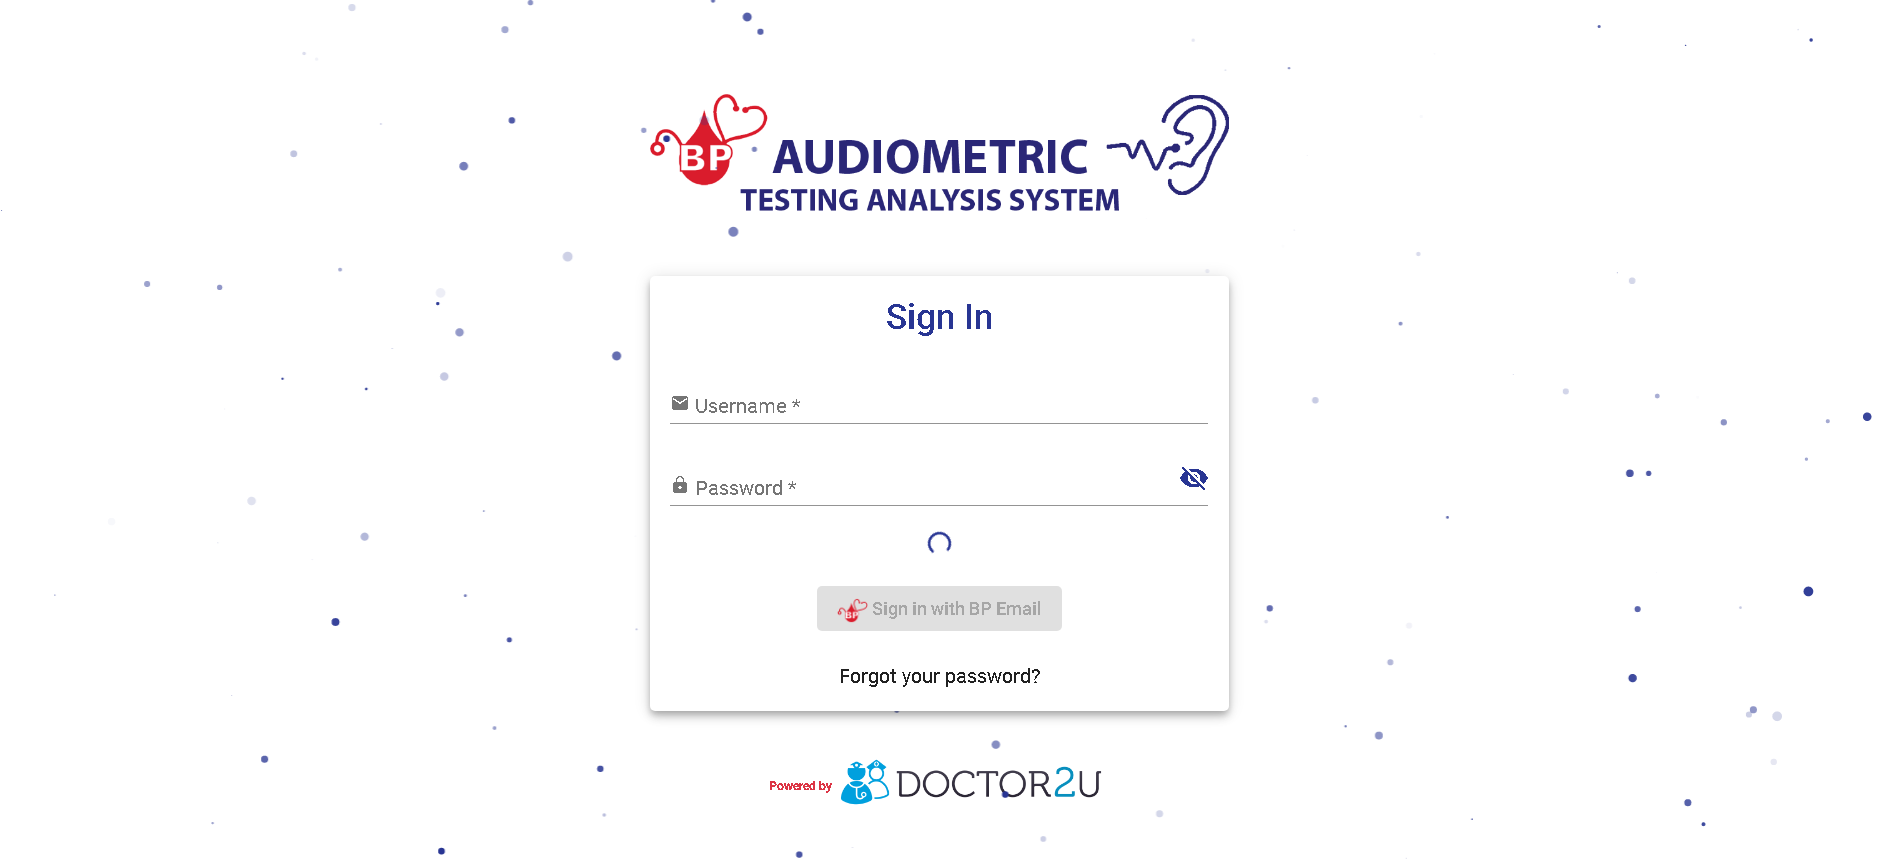 BP
AUDIOMETRIC
TESTING ANALYSIS SYSTEM
Sign In
Username *
Password *
BP Sign in with BP Email
Forgot your password?
Powered by DOCTOR2U